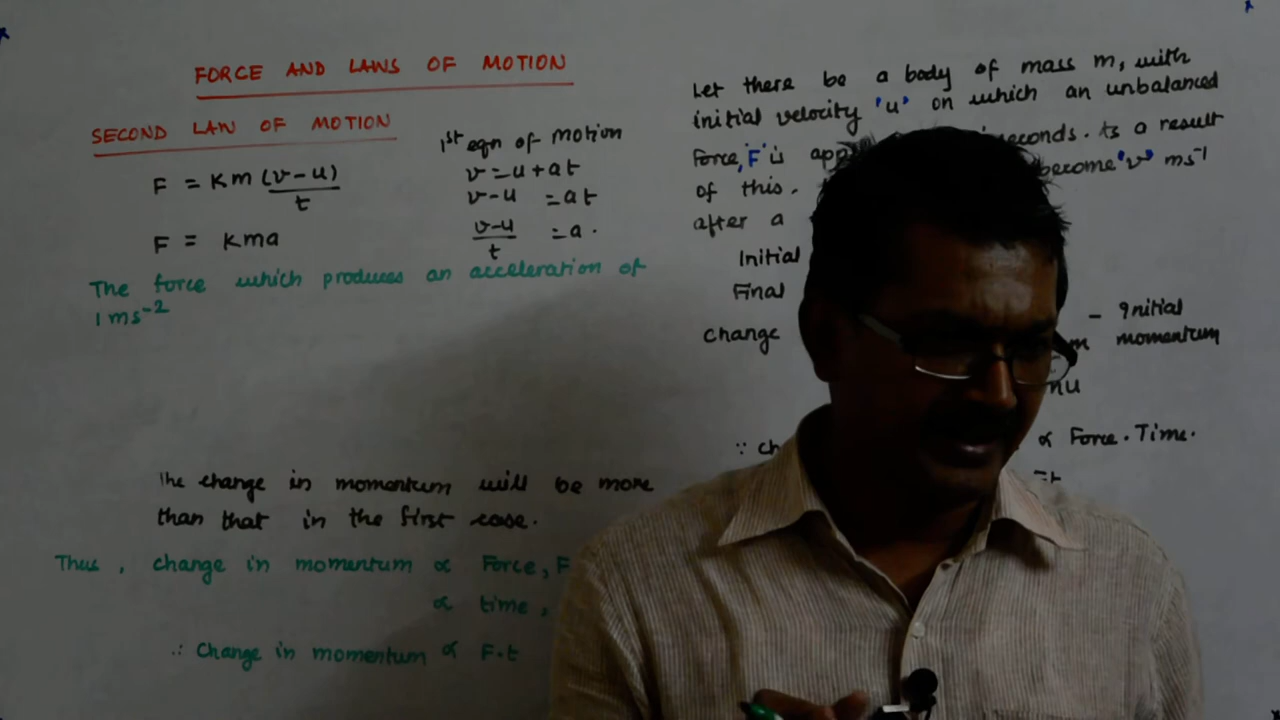 FORCE AND LAWS OF MOTION
SECOND LAW OF MOTION
F = Km (v-u)
t
F = Kma
1st eqn of motion
v = u + at
v-u = at
v-u = a.
t
The force which produces an acceleration of
1 ms-2
The change in momentum will be more
than that in the first case.
Thus, change in momentum ∝ Force, F
∝ time,
∴ Change in momentum ∝ F.t
Let there be a body of mass m, with
initial velocity 'u' on which an unbalanced
Force, 'F' is seconds. As a result
of this. become 'v' ms-1
after a
Initial
Final
Change - Initial
momentum
mu
∵ ∝ Force . Time.